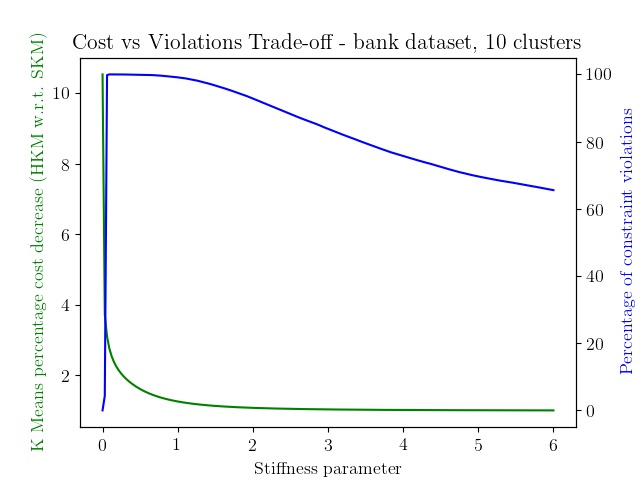 Cost vs Violations Trade-off - bank dataset, 10 clusters
K Means percentage cost decrease (HKM w.r.t. SKM)
10
8
6
4
2
100
80
60
40
20
0
Percentage of constraint violations
0 1 2 3 4 5 6
Stiffness parameter